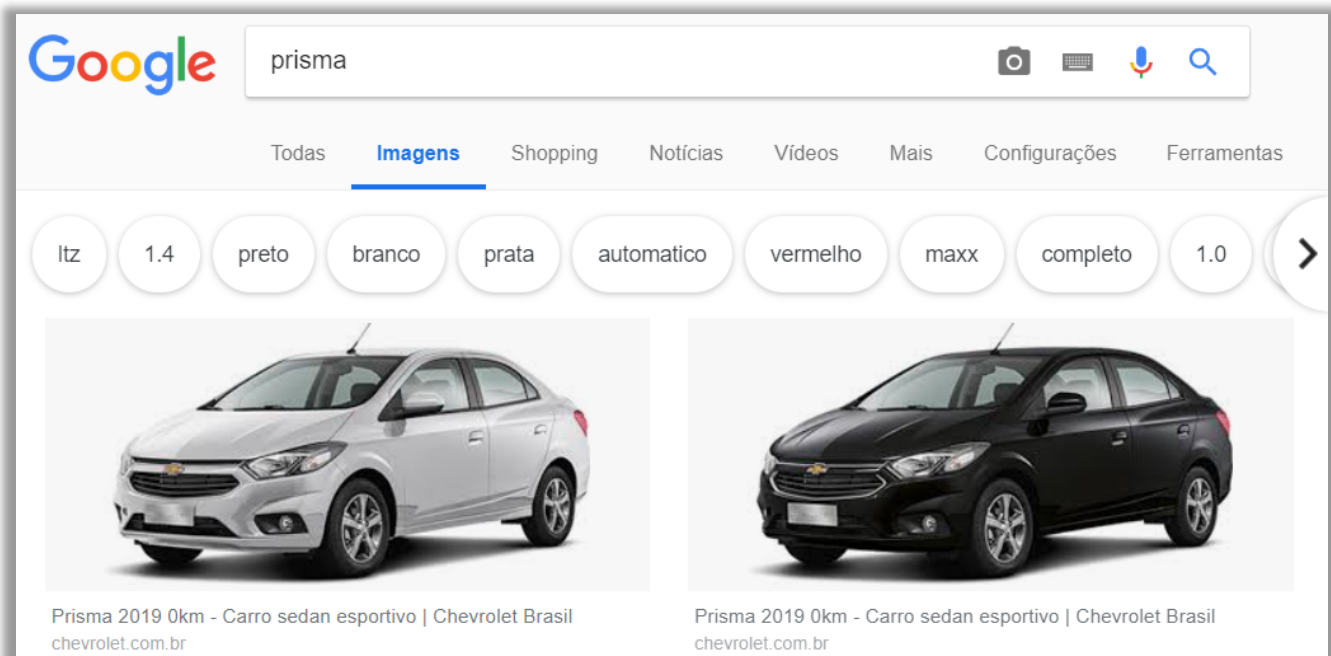 Google
prisma
Todas Imagens Shopping Notícias Vídeos Mais Configurações Ferramentas
ltz 1.4 preto branco prata automatico vermelho maxx completo 1.0
Prisma 2019 0km - Carro sedan esportivo | Chevrolet Brasil Prisma 2019 0km - Carro sedan esportivo | Chevrolet Brasil
chevrolet.com.br chevrolet.com.br